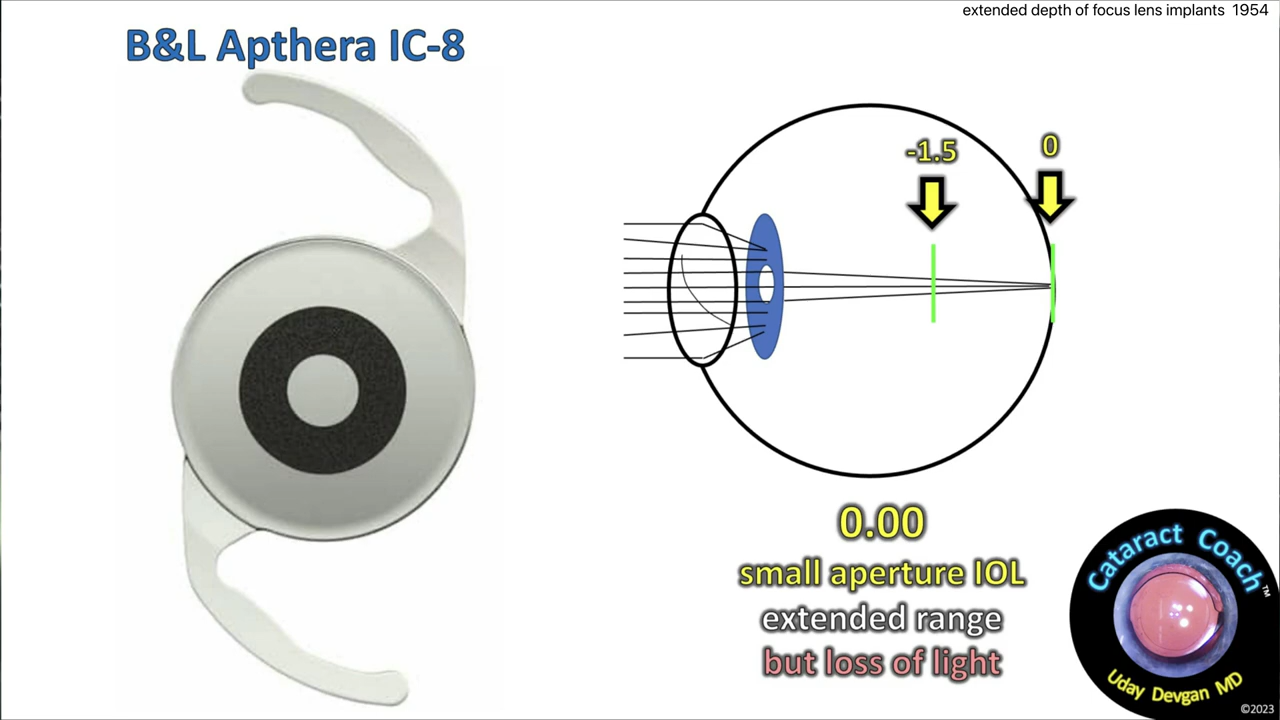 extended depth of focus lens implants 1954
B&L Apthera IC-8
-1.5
0
0.00
small aperture IOL
extended range
but loss of light
Cataract Coach™
Uday Devgan MD
©2023